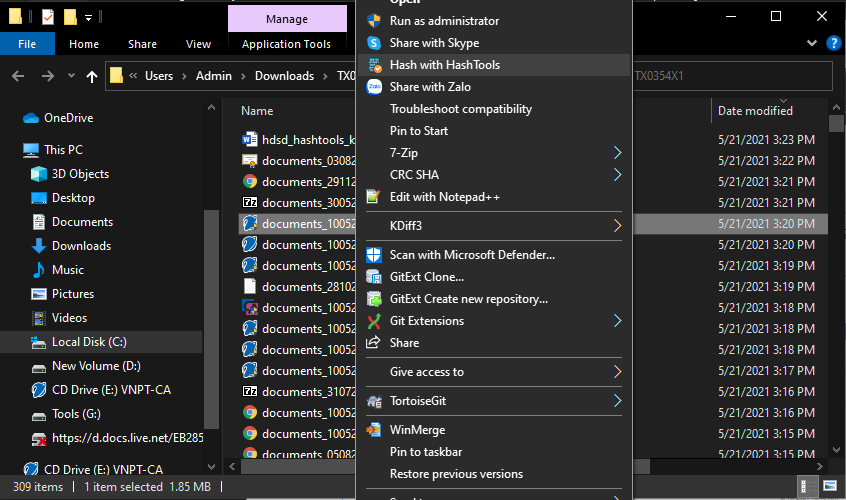 Manage
File
Home
Share
View
Application Tools
« Users > Admin > Downloads > TX0
TX0354X1
OneDrive
This PC
3D Objects
Desktop
Documents
Downloads
Music
Pictures
Videos
Local Disk (C:)
New Volume (D:)
CD Drive (E:) VNPT-CA
Tools (G:)
https://d.docs.live.net/EB285
CD Drive (E:) VNPT-CA
Name
hdsd_hashtools_k
documents_03082
documents_29112
documents_30052
documents_10052
documents_10052
documents_10052
documents_28102
documents_10052
documents_10052
documents_10052
documents_10052
documents_31072
documents_10052
documents_10052
documents_05082
Open
Run as administrator
Share with Skype
Hash with HashTools
Share with Zalo
Troubleshoot compatibility
Pin to Start
7-Zip
CRC SHA
Edit with Notepad++
KDiff3
Scan with Microsoft Defender...
GitExt Clone...
GitExt Create new repository...
Git Extensions
Share
Give access to
TortoiseGit
WinMerge
Pin to taskbar
Restore previous versions
Date modified
5/21/2021 3:23 PM
5/21/2021 3:22 PM
5/21/2021 3:21 PM
5/21/2021 3:21 PM
5/21/2021 3:20 PM
5/21/2021 3:20 PM
5/21/2021 3:19 PM
5/21/2021 3:19 PM
5/21/2021 3:18 PM
5/21/2021 3:18 PM
5/21/2021 3:18 PM
5/21/2021 3:17 PM
5/21/2021 3:16 PM
5/21/2021 3:16 PM
5/21/2021 3:15 PM
5/21/2021 3:15 PM
309 items
1 item selected 1.85 MB